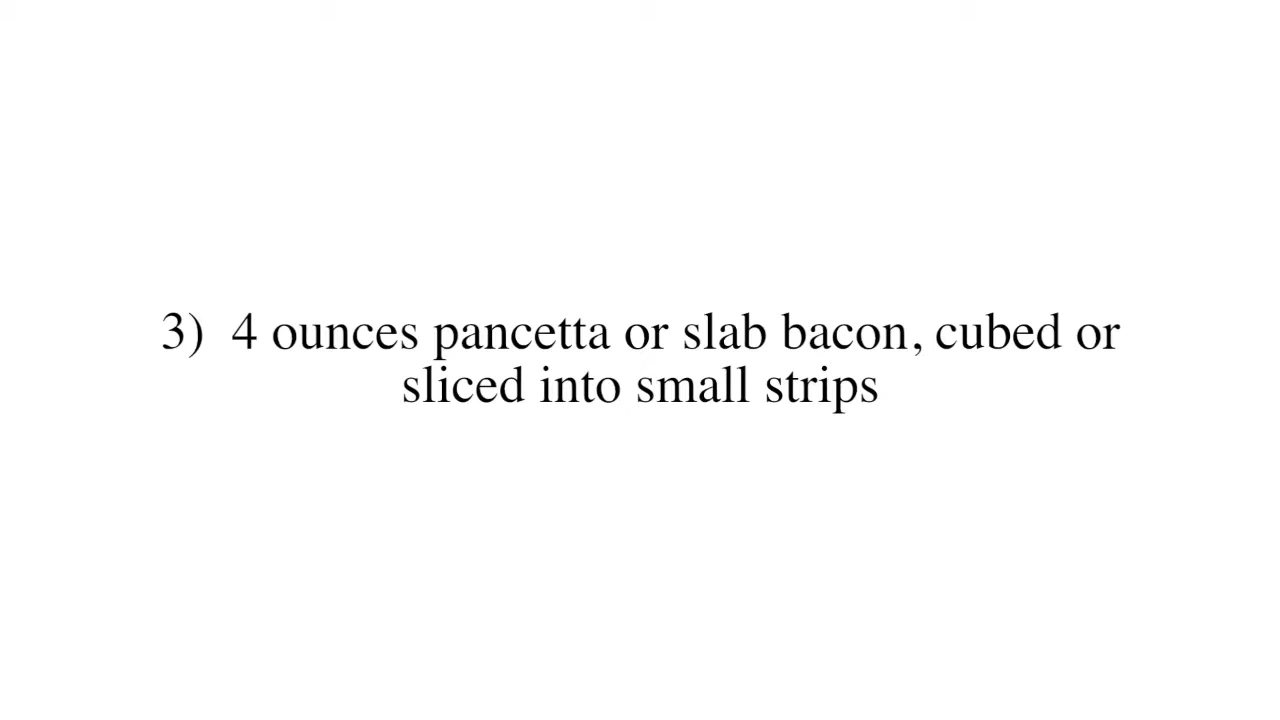 3)  4 ounces pancetta or slab bacon, cubed or
sliced into small strips